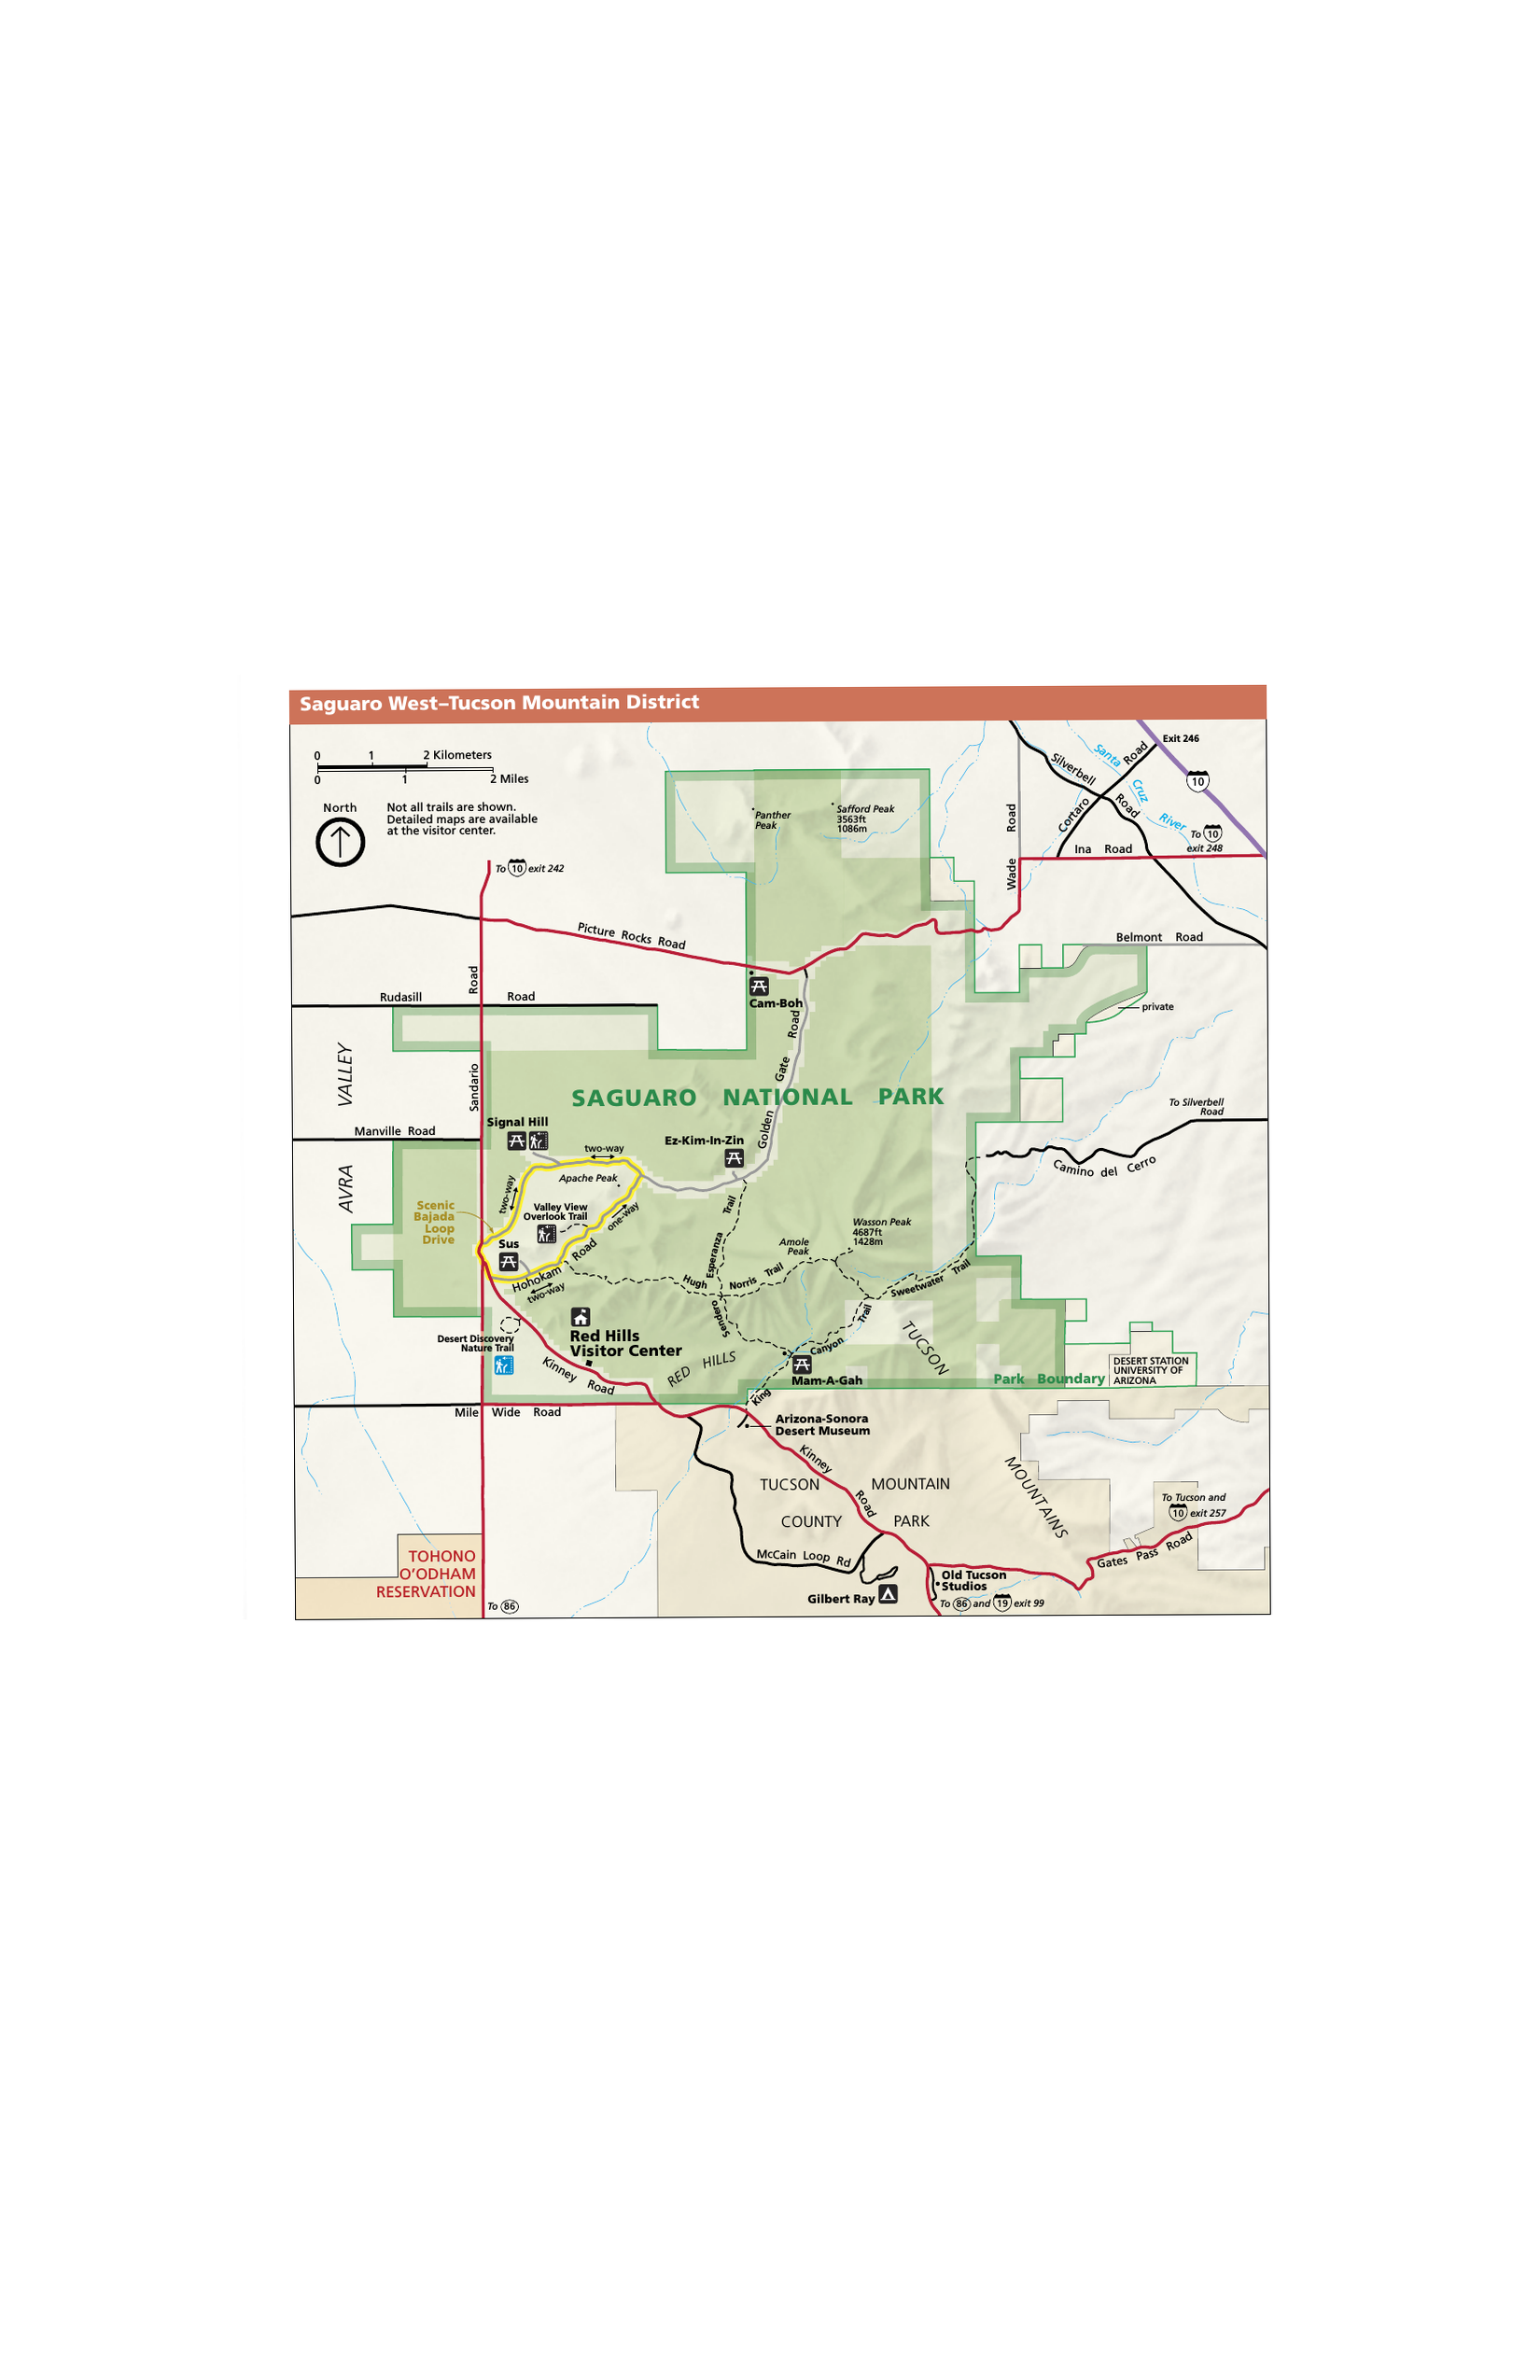 Saguaro West–Tucson Mountain District
0 1 2 Kilometers
0 1 2 Miles
North
Not all trails are shown.
Detailed maps are available
at the visitor center.
To 10 exit 242
Panther
Peak
Safford Peak
3563ft
1086m
Santa
Cruz
River
Silverbell
Road
Cortaro
Road
Exit 246
10
To 10
exit 248
Ina Road
Wade
Road
Belmont Road
private
Picture Rocks Road
Cam-Boh
Rudasill Road
Sandario
Road
AVRA
VALLEY
Golden Gate Road
SAGUARO NATIONAL PARK
Manville Road
Signal Hill
two-way
Ez-Kim-In-Zin
Apache Peak
two-way
Valley View
Overlook Trail
one-way
Scenic
Bajada
Loop
Drive
Sus
Hohokam Road
two-way
To Silverbell
Road
Camino del Cerro
Wasson Peak
4687ft
1428m
Amole
Peak
Sendero Esperanza Trail
Hugh Norris Trail
Sweetwater Trail
King Canyon Trail
Red Hills
Visitor Center
Desert Discovery
Nature Trail
Kinney Road
RED HILLS
Mam-A-Gah
TUCSON
MOUNTAINS
Park Boundary
DESERT STATION
UNIVERSITY OF
ARIZONA
Mile Wide Road
Arizona-Sonora
Desert Museum
Kinney
Road
TUCSON MOUNTAIN
COUNTY PARK
McCain Loop Rd
Gilbert Ray
Old Tucson
Studios
To 86 and 19 exit 99
To Tucson and
10 exit 257
Gates Pass Road
TOHONO
O’ODHAM
RESERVATION
To 86